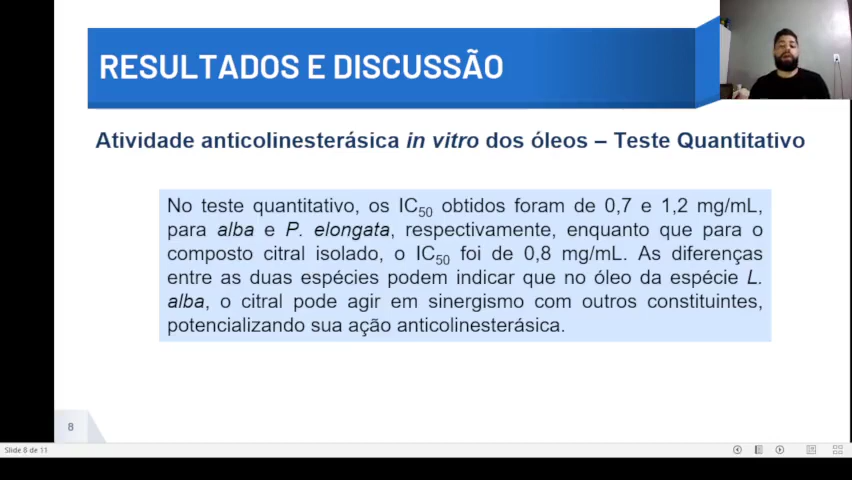 RESULTADOS E DISCUSSÃO
Atividade anticolinesterásica in vitro dos óleos – Teste Quantitativo
No teste quantitativo, os IC50 obtidos foram de 0,7 e 1,2 mg/mL,
para alba e P. elongata, respectivamente, enquanto que para o
composto citral isolado, o IC50 foi de 0,8 mg/mL. As diferenças
entre as duas espécies podem indicar que no óleo da espécie L.
alba, o citral pode agir em sinergismo com outros constituintes,
potencializando sua ação anticolinesterásica.
8
Slide 8 de 11